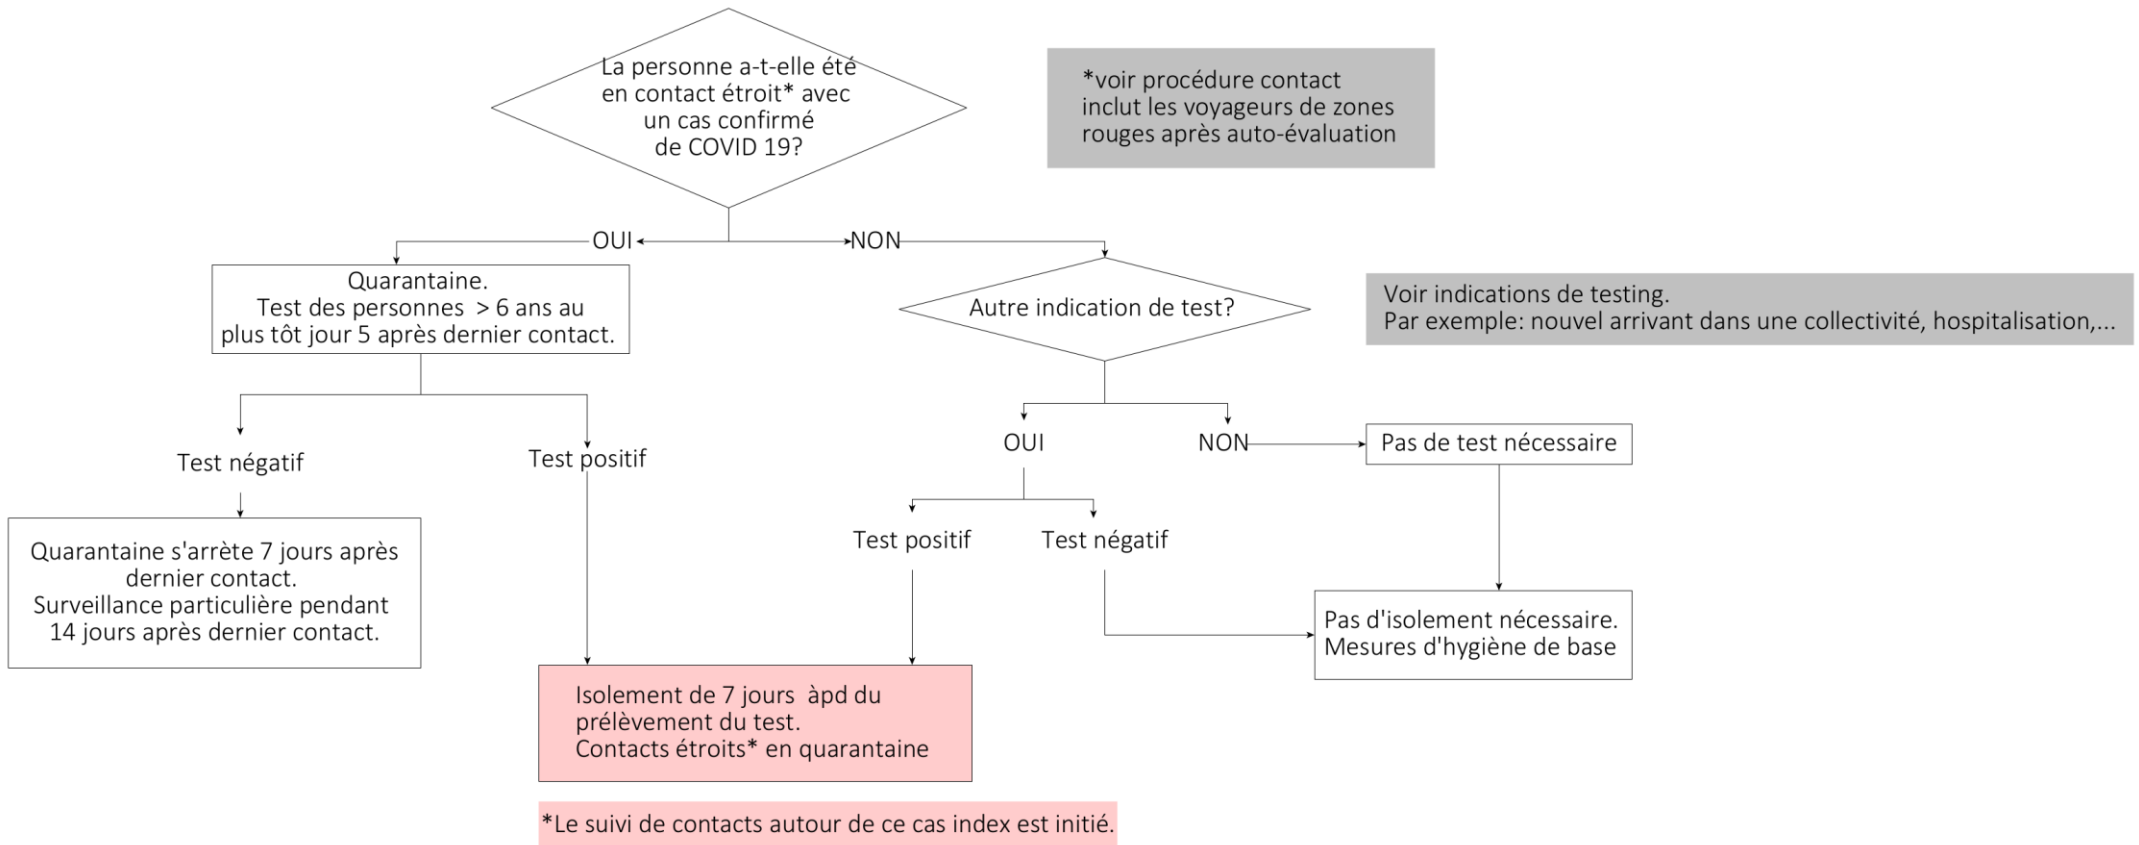 La personne a-t-elle été
en contact étroit* avec
un cas confirmé
de COVID 19?
*voir procédure contact
inclut les voyageurs de zones
rouges après auto-évaluation
OUI
NON
Quarantaine.
Test des personnes > 6 ans au
plus tôt jour 5 après dernier contact.
Autre indication de test?
Voir indications de testing.
Par exemple: nouvel arrivant dans une collectivité, hospitalisation,...
Test négatif
Test positif
OUI
NON
Pas de test nécessaire
Quarantaine s'arrète 7 jours après
dernier contact.
Surveillance particulière pendant
14 jours après dernier contact.
Test positif
Test négatif
Pas d'isolement nécessaire.
Mesures d'hygiène de base
Isolement de 7 jours àpd du
prélèvement du test.
Contacts étroits* en quarantaine
*Le suivi de contacts autour de ce cas index est initié.